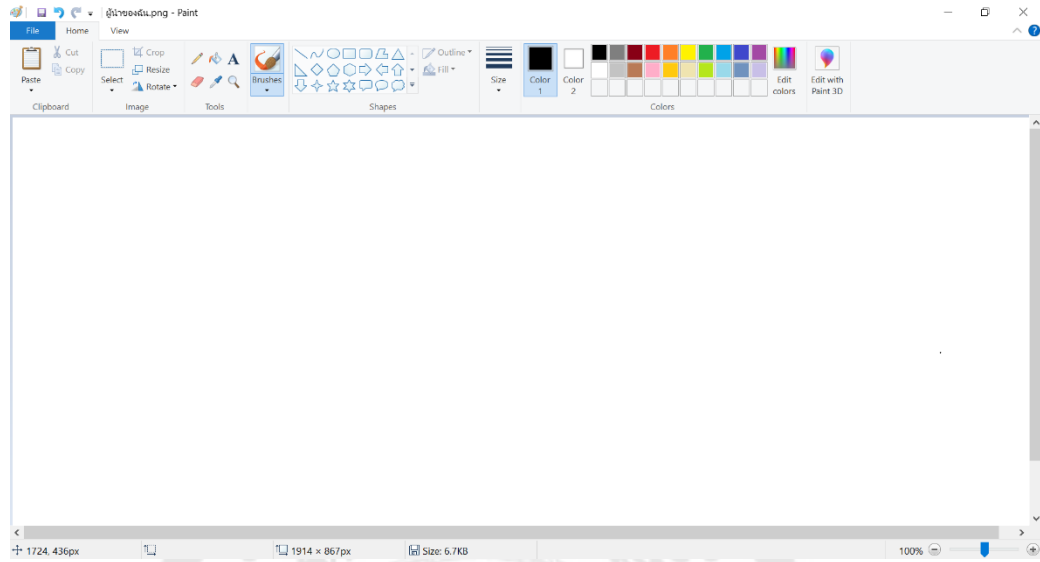 ผู้นำของฉัน.png - Paint
File Home View
Paste Cut Copy Select Crop Resize Rotate A Brushes Outline Fill Size Color 1 Color 2 Edit colors Edit with Paint 3D
Clipboard Image Tools Shapes Colors
1724, 436px 1914 × 867px Size: 6.7KB 100%